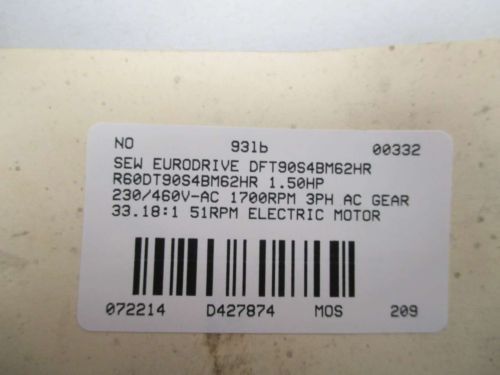 NO 931b 00332
SEW EURODRIVE DFT90S4BM62HR
R60DT90S4BM62HR 1.50HP
230/460V-AC 1700RPM 3PH AC GEAR
33.18:1 51RPM ELECTRIC MOTOR
072214 D427874 MOS 209